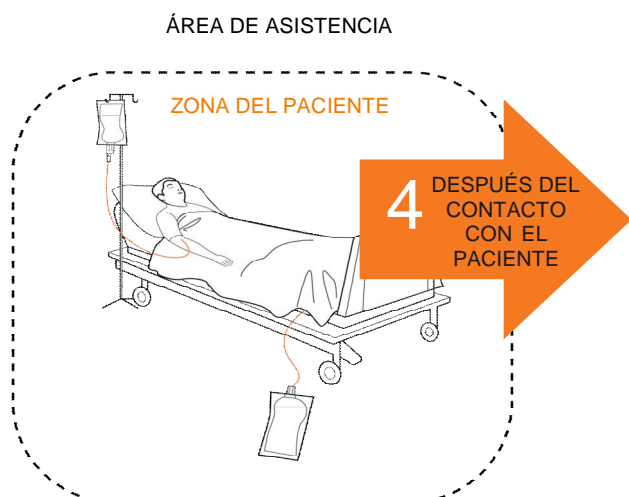 ÁREA DE ASISTENCIA
ZONA DEL PACIENTE
4
DESPUÉS DEL
CONTACTO
CON EL
PACIENTE